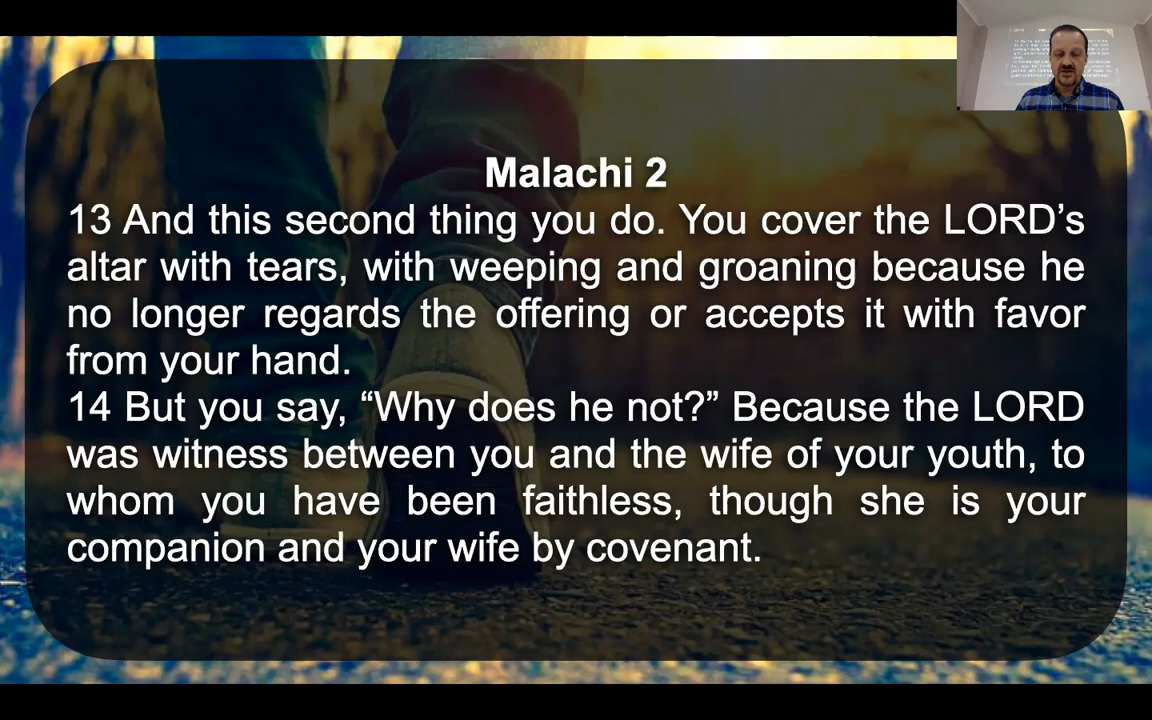 Malachi 2
13 And this second thing you do. You cover the LORD’s
altar with tears, with weeping and groaning because he
no longer regards the offering or accepts it with favor
from your hand.
14 But you say, “Why does he not?” Because the LORD
was witness between you and the wife of your youth, to
whom you have been faithless, though she is your
companion and your wife by covenant.